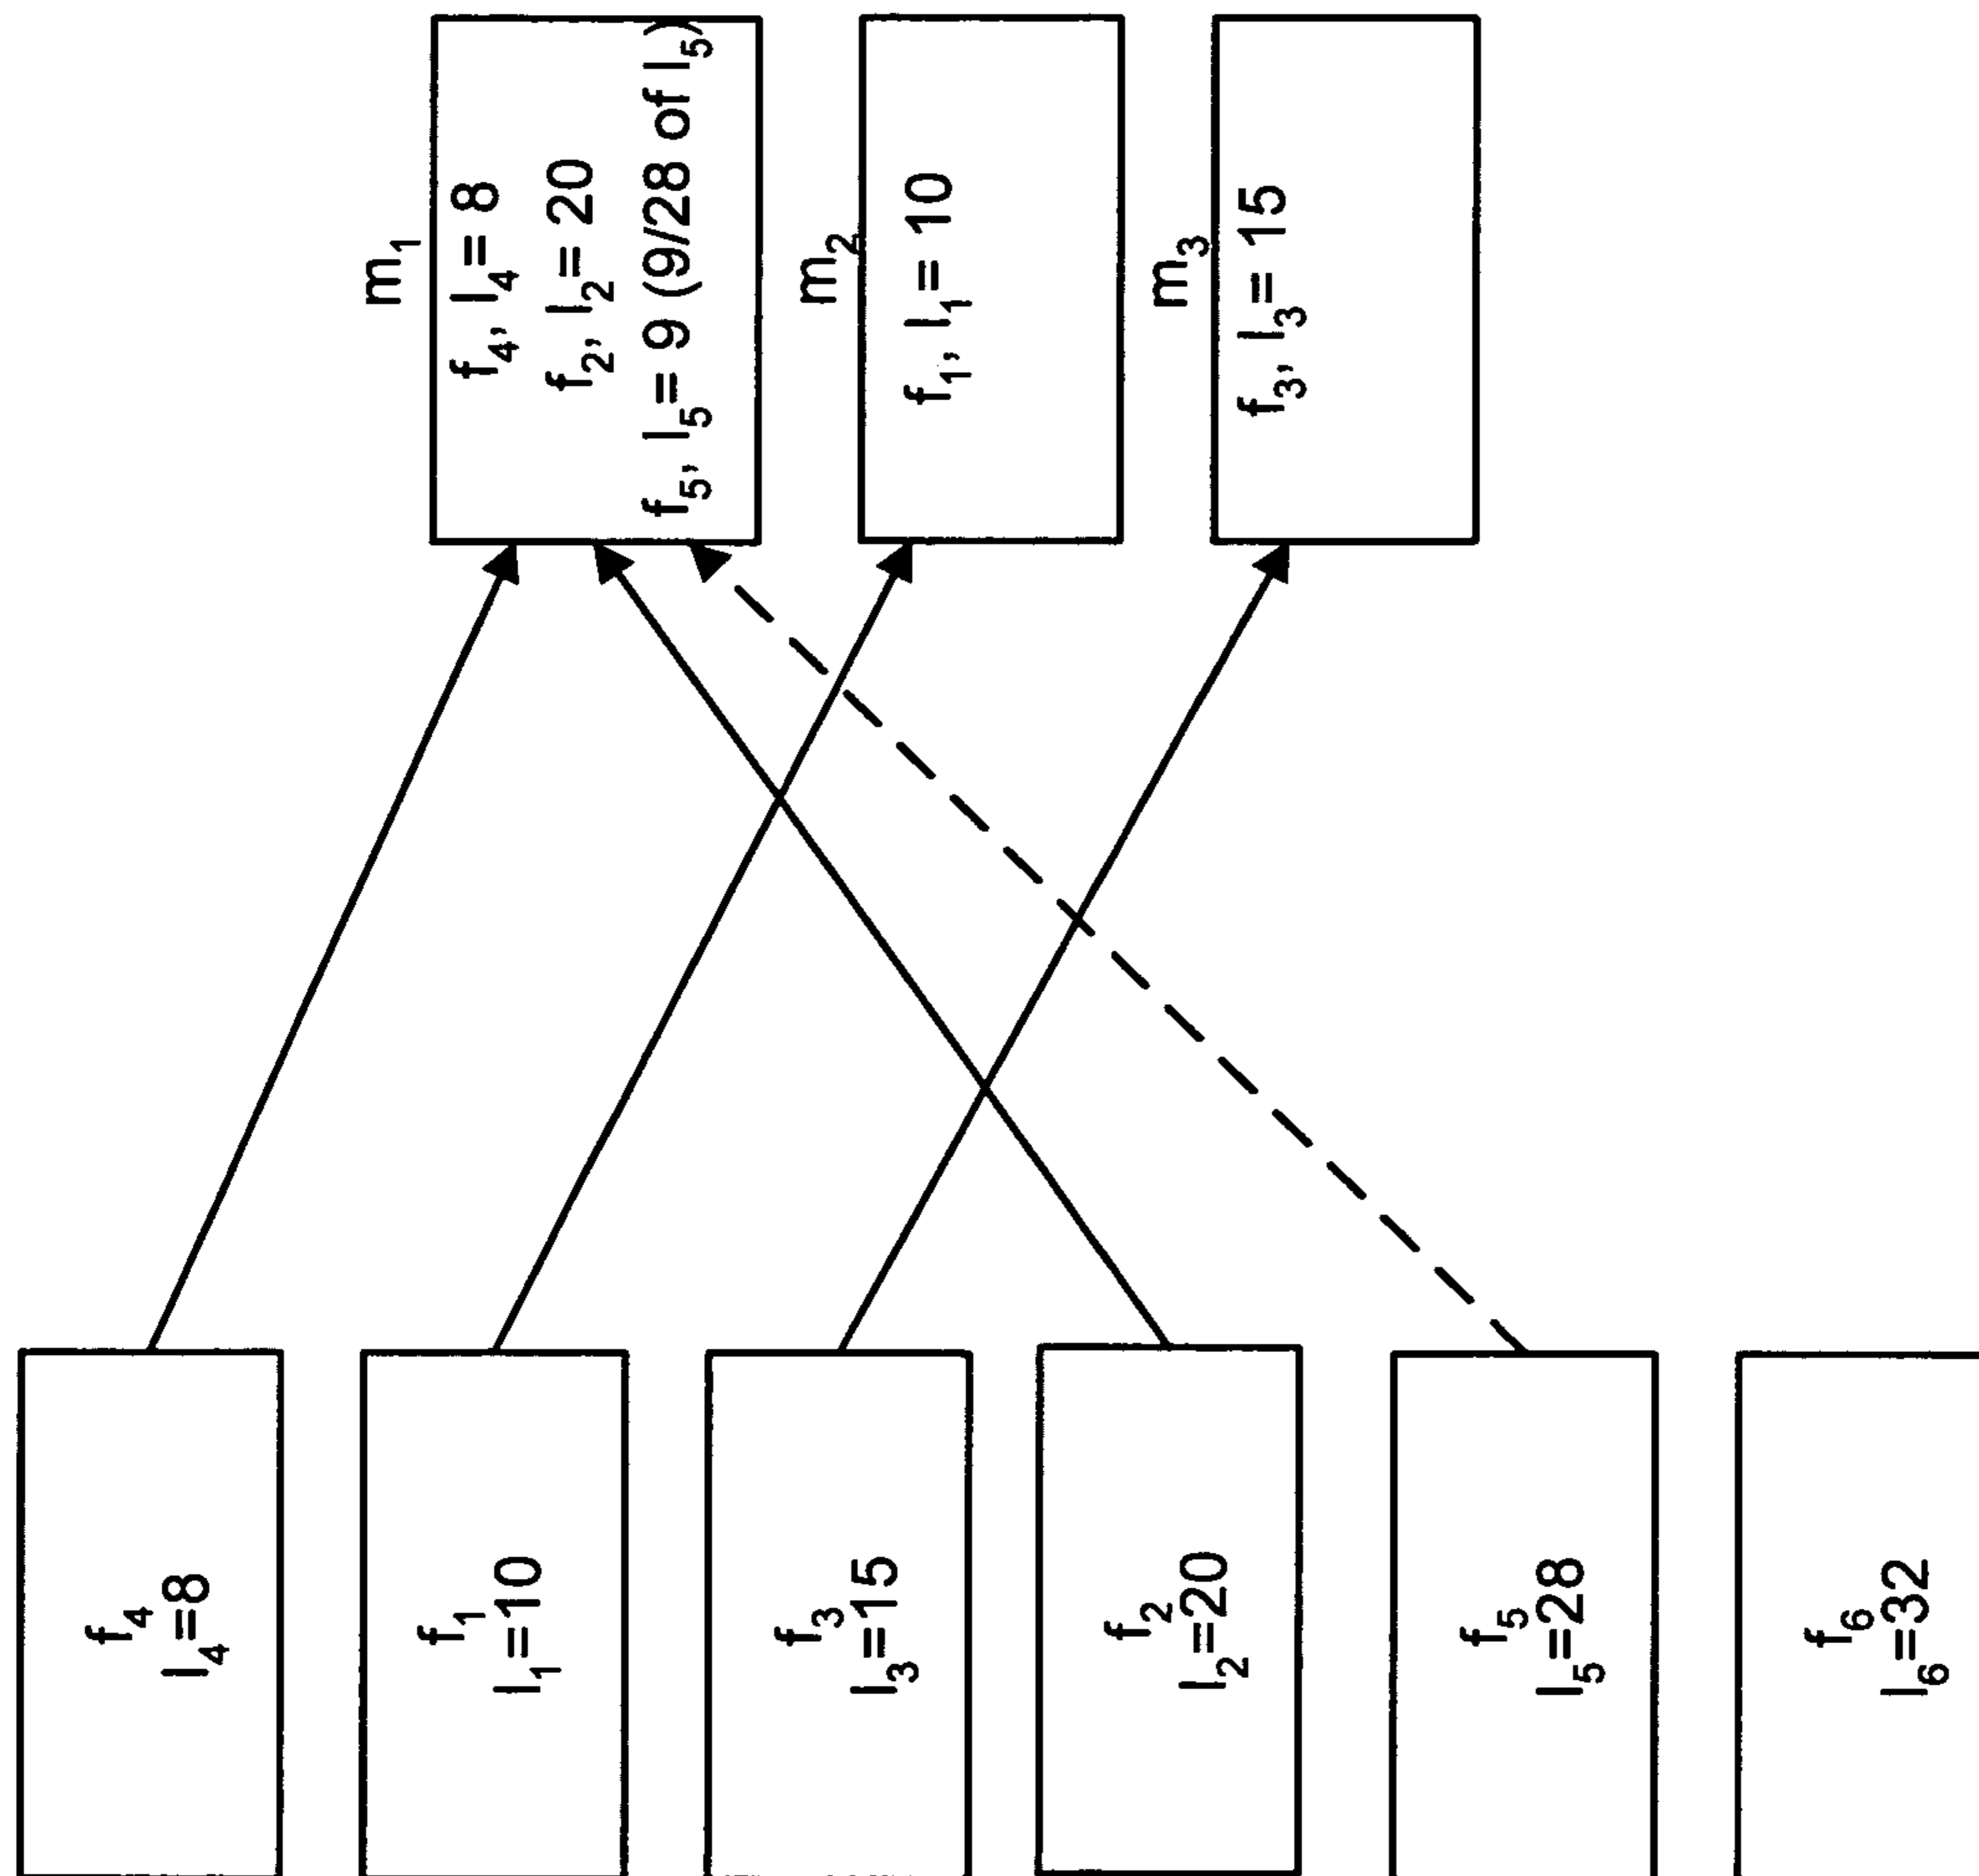 m₁
f₄, l₄ = 8
f₂, l₂ = 20
f₅, l₅ = 9 (9/28 of l₅)
m₂
f₁, l₁ = 10
m₃
f₃, l₃ = 15
f₄
l₄=8
f₁
l₁=10
f₃
l₃=15
f₂
l₂=20
f₅
l₅=28
f₆
l₆=32